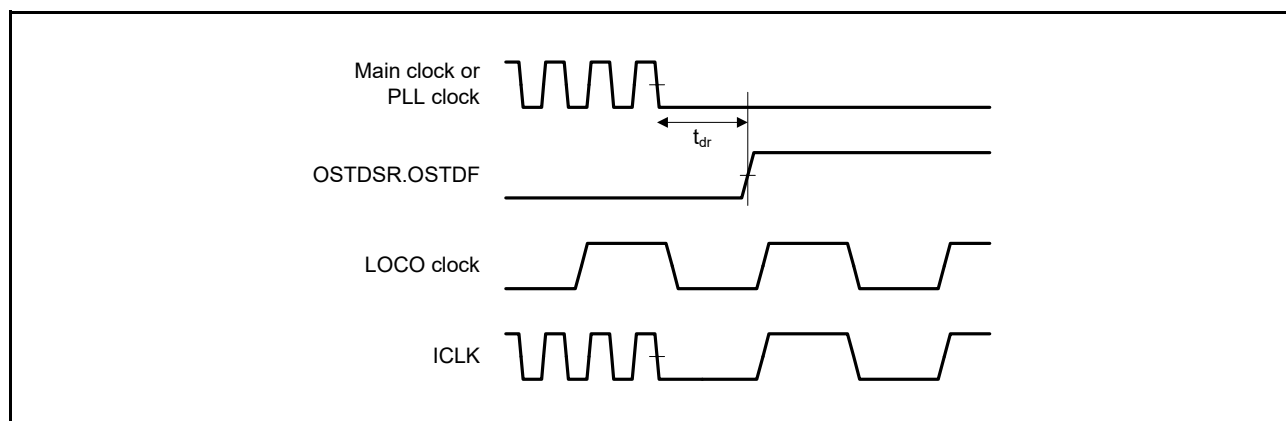 Main clock or
PLL clock
tdr
OSTDSR.OSTDF
LOCO clock
ICLK